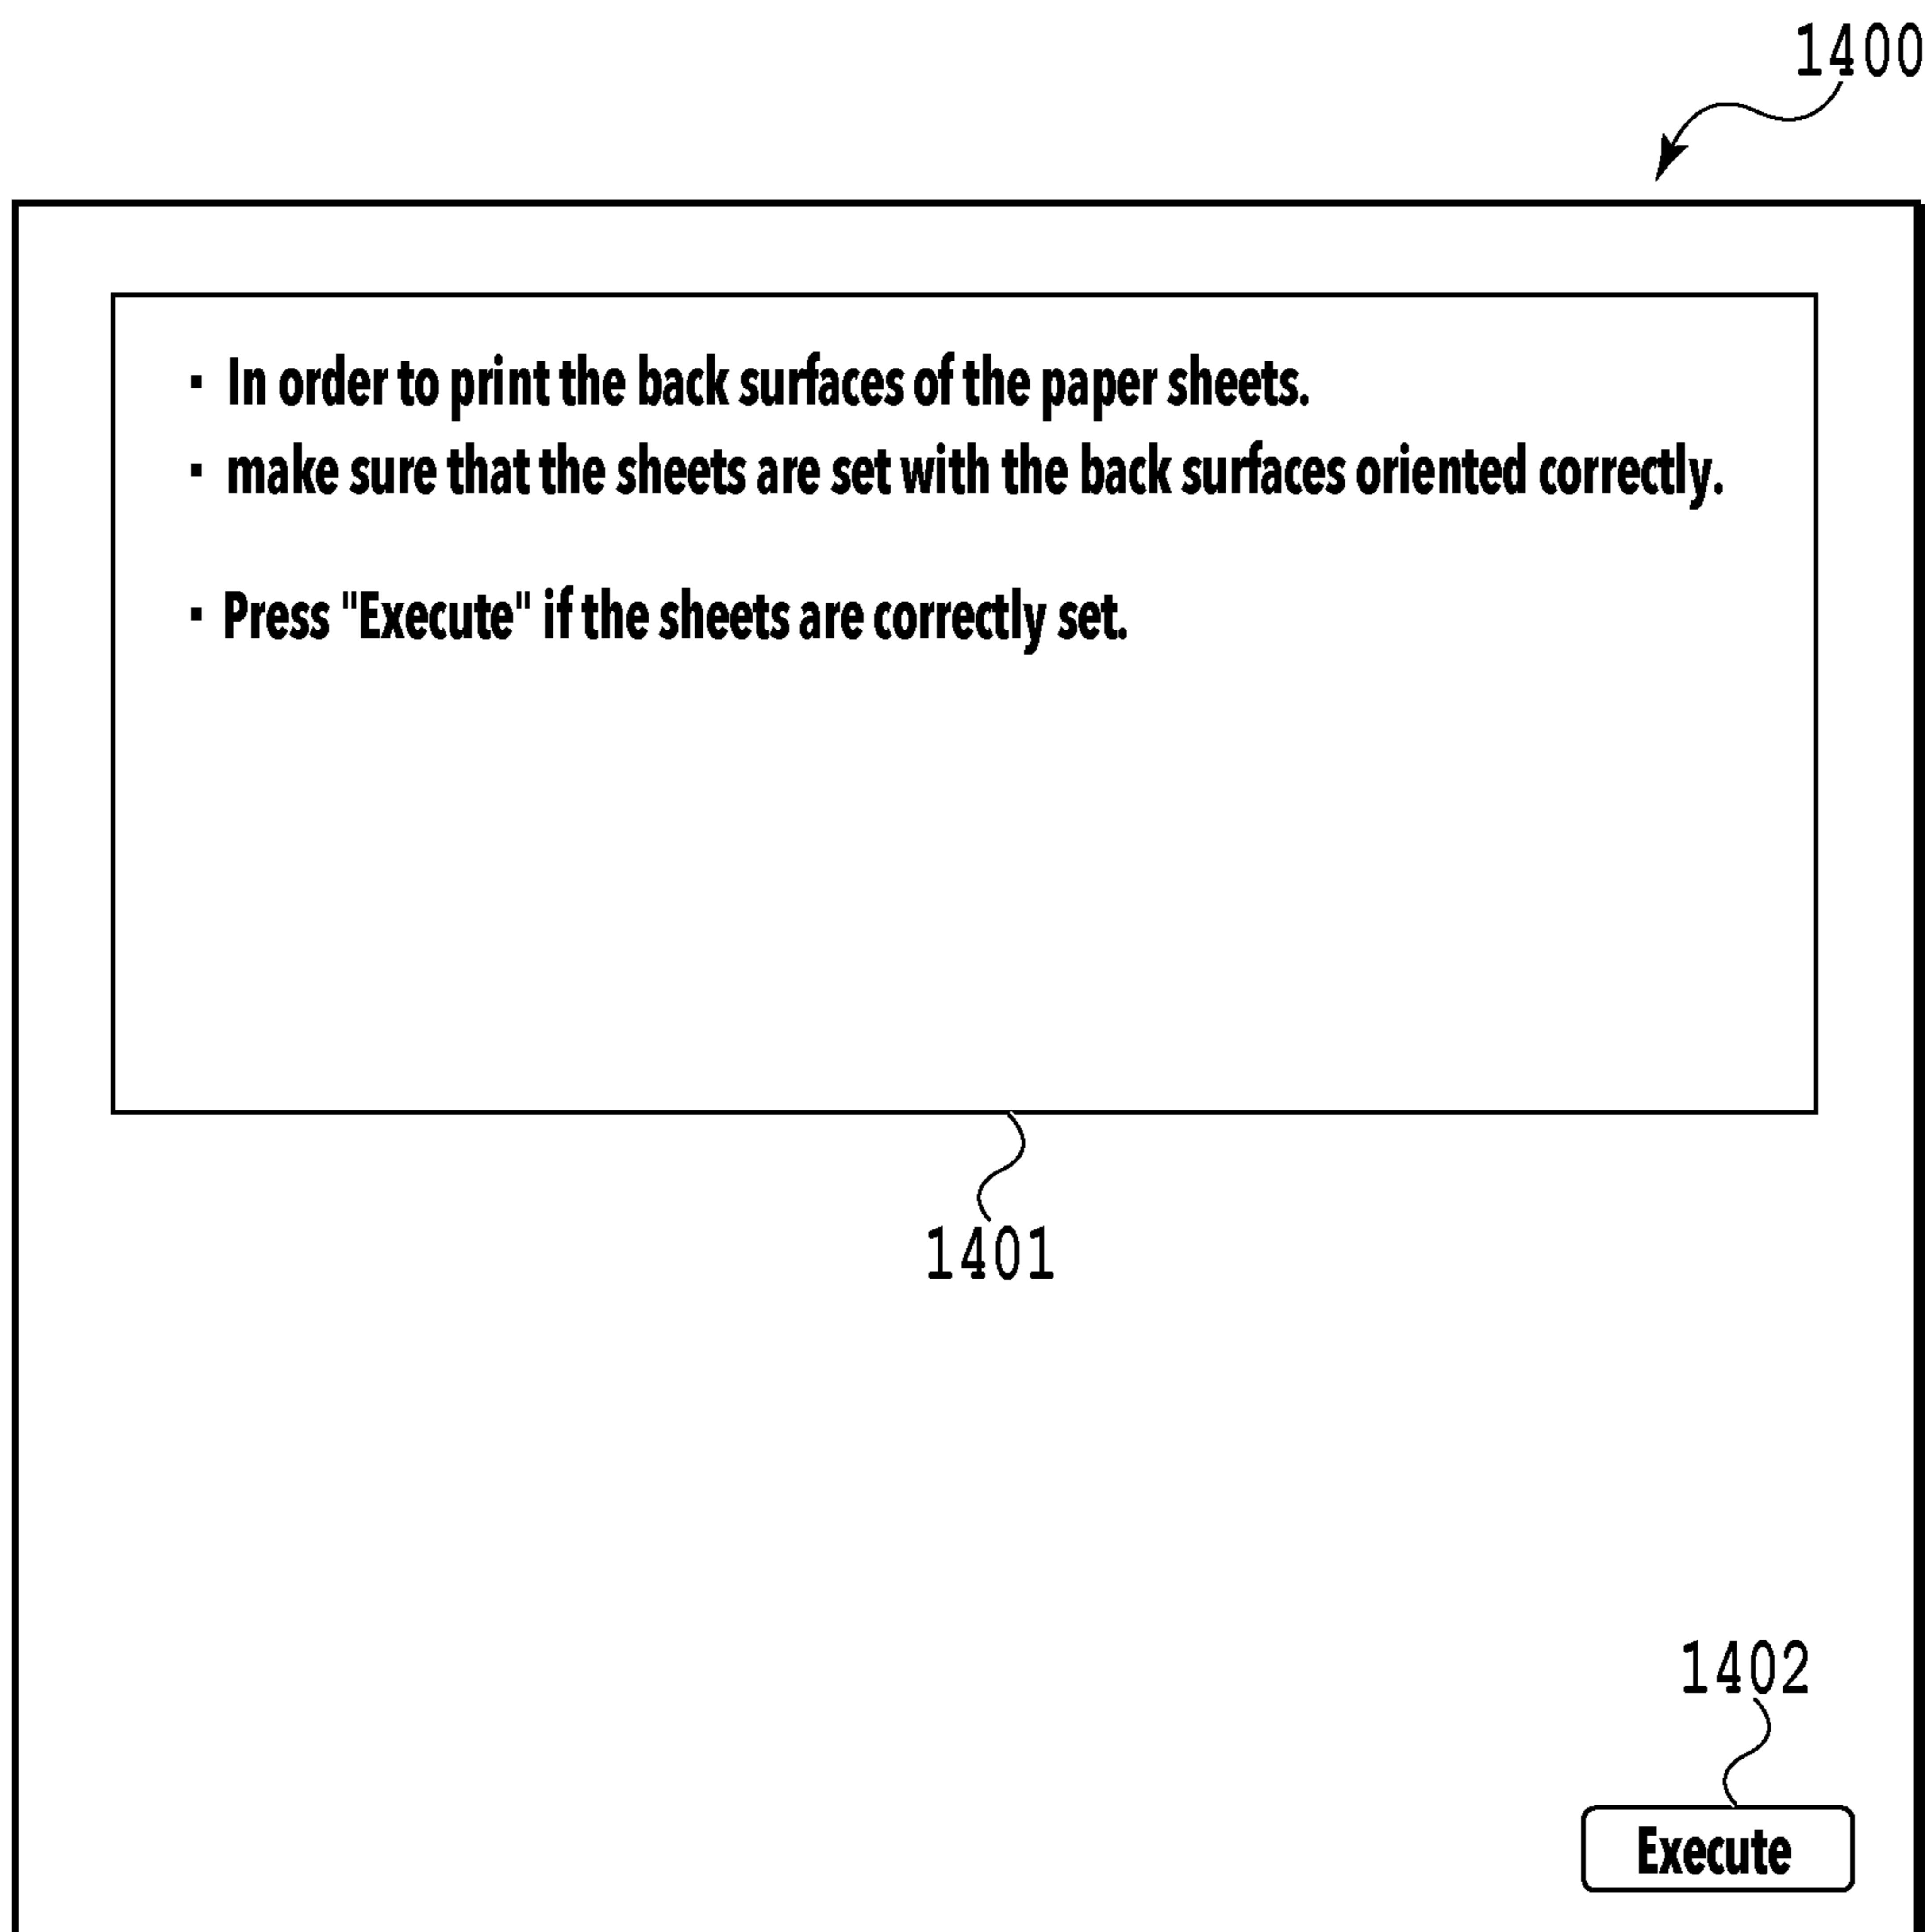 1400
· In order to print the back surfaces of the paper sheets.
· make sure that the sheets are set with the back surfaces oriented correctly.
· Press "Execute" if the sheets are correctly set.
1401
1402
Execute